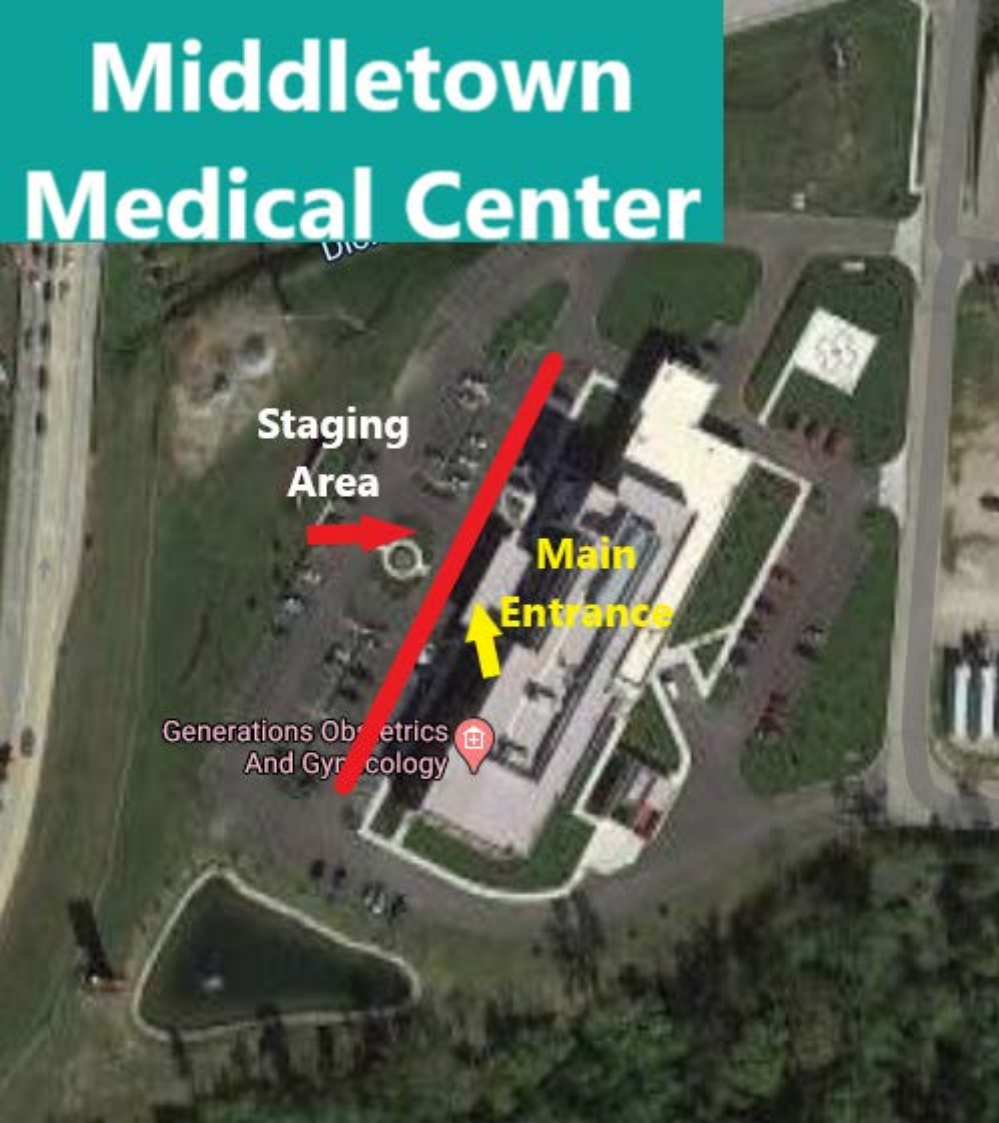 Middletown
Medical Center
Staging
Area
Main
Entrance
Generations Obstetrics
And Gynecology